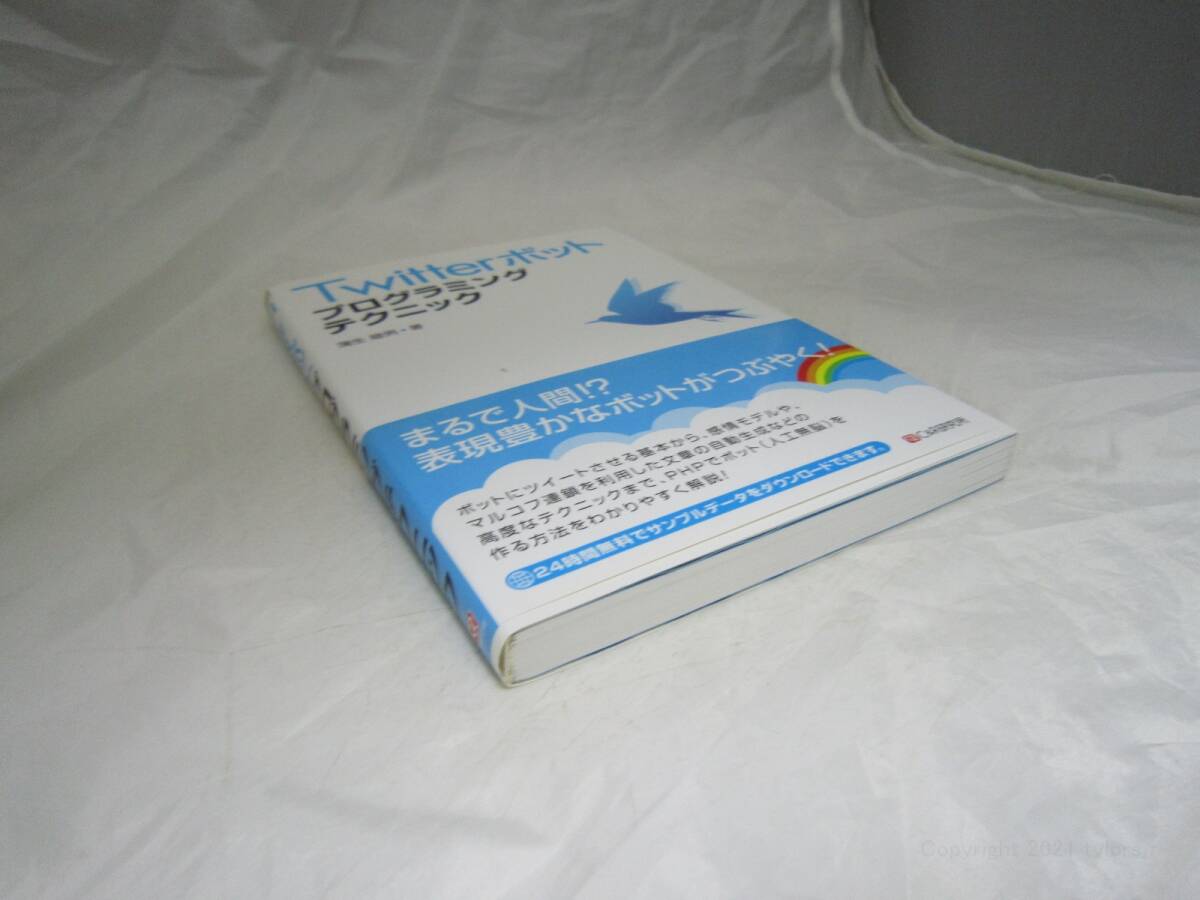 Twitterボット
プログラミング
テクニック
まるで人間!?
表現豊かなボットがつぶやく!
ボットにツイートさせる基本から、感情モデルや、
マルコフ連鎖を利用した文章の自動生成などの
高度なテクニックまで、PHPでボット(人工無脳)を
作る方法をわかりやすく解説!
24時間無料でサンプルデータをダウンロードできます。
C&R研究所
Copyright 2021 tylors,